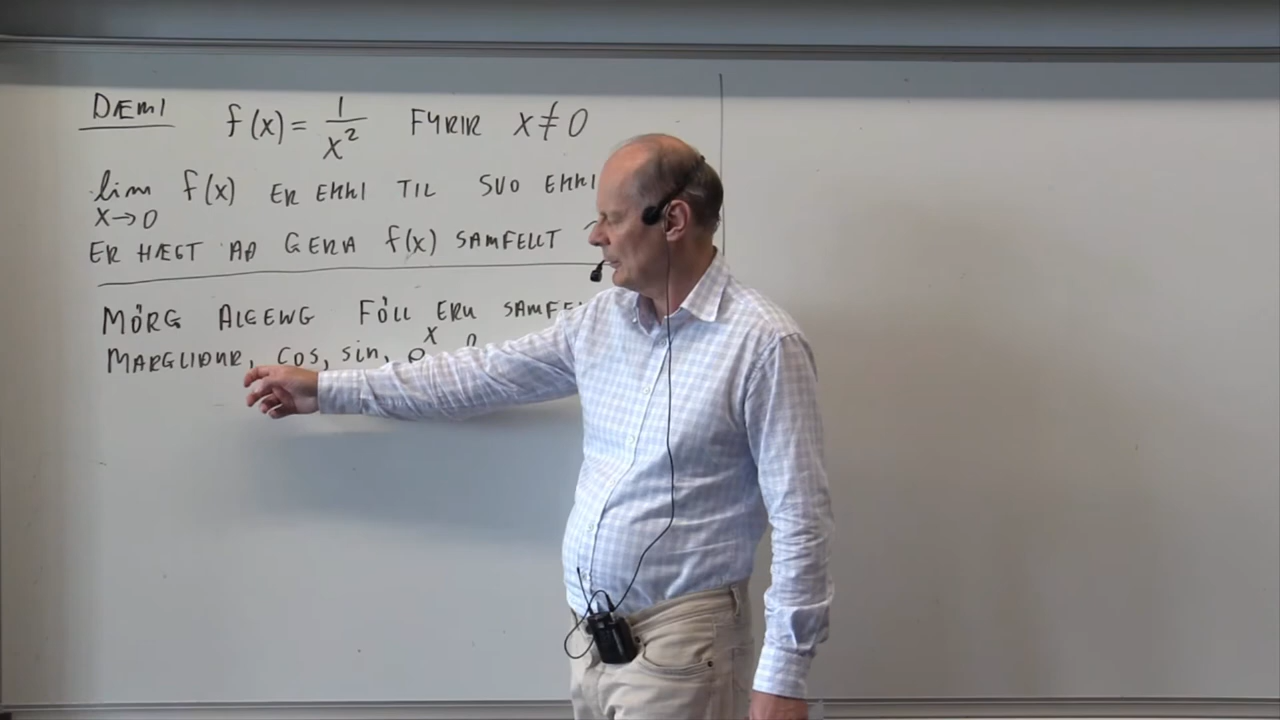 DÆMI f(x) = 1/x² FYRIR x ≠ 0
lim f(x) ER EKKI TIL SVO EKKI
x→0
ER HÆGT AÐ GERA f(x) SAMFELLT
MÖRG ALGENG FÖLL ERU
MARGLIÐUR, cos, sin, eˣ